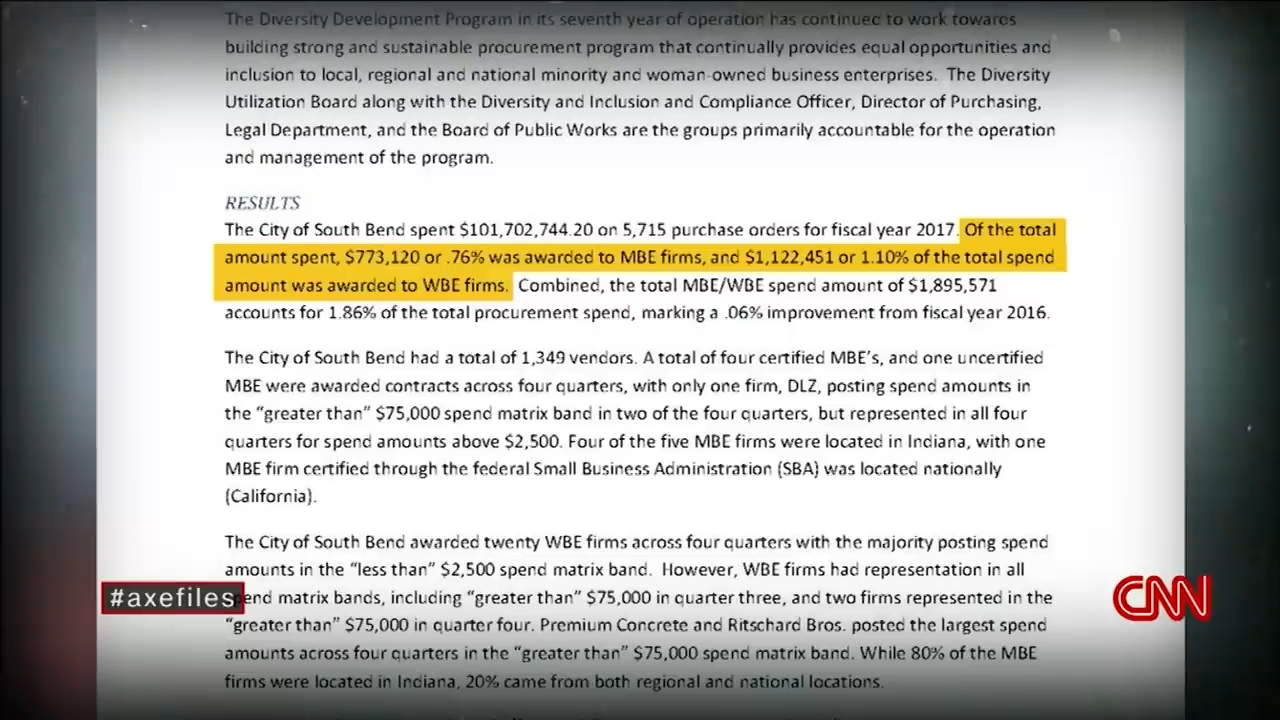 The Diversity Development Program in its seventh year of operation has continued to work towards
building strong and sustainable procurement program that continually provides equal opportunities and
inclusion to local, regional and national minority and woman-owned business enterprises. The Diversity
Utilization Board along with the Diversity and Inclusion and Compliance Officer, Director of Purchasing,
Legal Department, and the Board of Public Works are the groups primarily accountable for the operation
and management of the program.
RESULTS
The City of South Bend spent $101,702,744.20 on 5,715 purchase orders for fiscal year 2017. Of the total
amount spent, $773,120 or .76% was awarded to MBE firms, and $1,122,451 or 1.10% of the total spend
amount was awarded to WBE firms. Combined, the total MBE/WBE spend amount of $1,895,571
accounts for 1.86% of the total procurement spend, marking a .06% improvement from fiscal year 2016.
The City of South Bend had a total of 1,349 vendors. A total of four certified MBE's, and one uncertified
MBE were awarded contracts across four quarters, with only one firm, DLZ, posting spend amounts in
the “greater than” $75,000 spend matrix band in two of the four quarters, but represented in all four
quarters for spend amounts above $2,500. Four of the five MBE firms were located in Indiana, with one
MBE firm certified through the federal Small Business Administration (SBA) was located nationally
(California).
The City of South Bend awarded twenty WBE firms across four quarters with the majority posting spend
amounts in the “less than” $2,500 spend matrix band. However, WBE firms had representation in all
#axefiles pend matrix bands, including “greater than” $75,000 in quarter three, and two firms represented in the
CNN
“greater than” $75,000 in quarter four. Premium Concrete and Ritschard Bros. posted the largest spend
amounts across four quarters in the “greater than” $75,000 spend matrix band. While 80% of the MBE
firms were located in Indiana, 20% came from both regional and national locations.